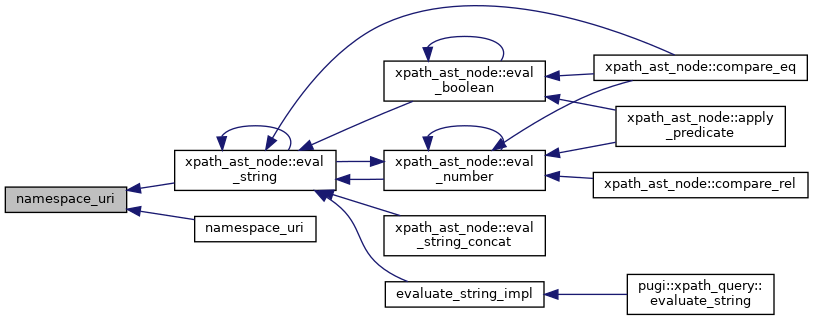 namespace_uri
xpath_ast_node::eval
_string
namespace_uri
xpath_ast_node::eval
_boolean
xpath_ast_node::eval
_number
xpath_ast_node::eval
_string_concat
evaluate_string_impl
xpath_ast_node::compare_eq
xpath_ast_node::apply
_predicate
xpath_ast_node::compare_rel
pugi::xpath_query::
evaluate_string